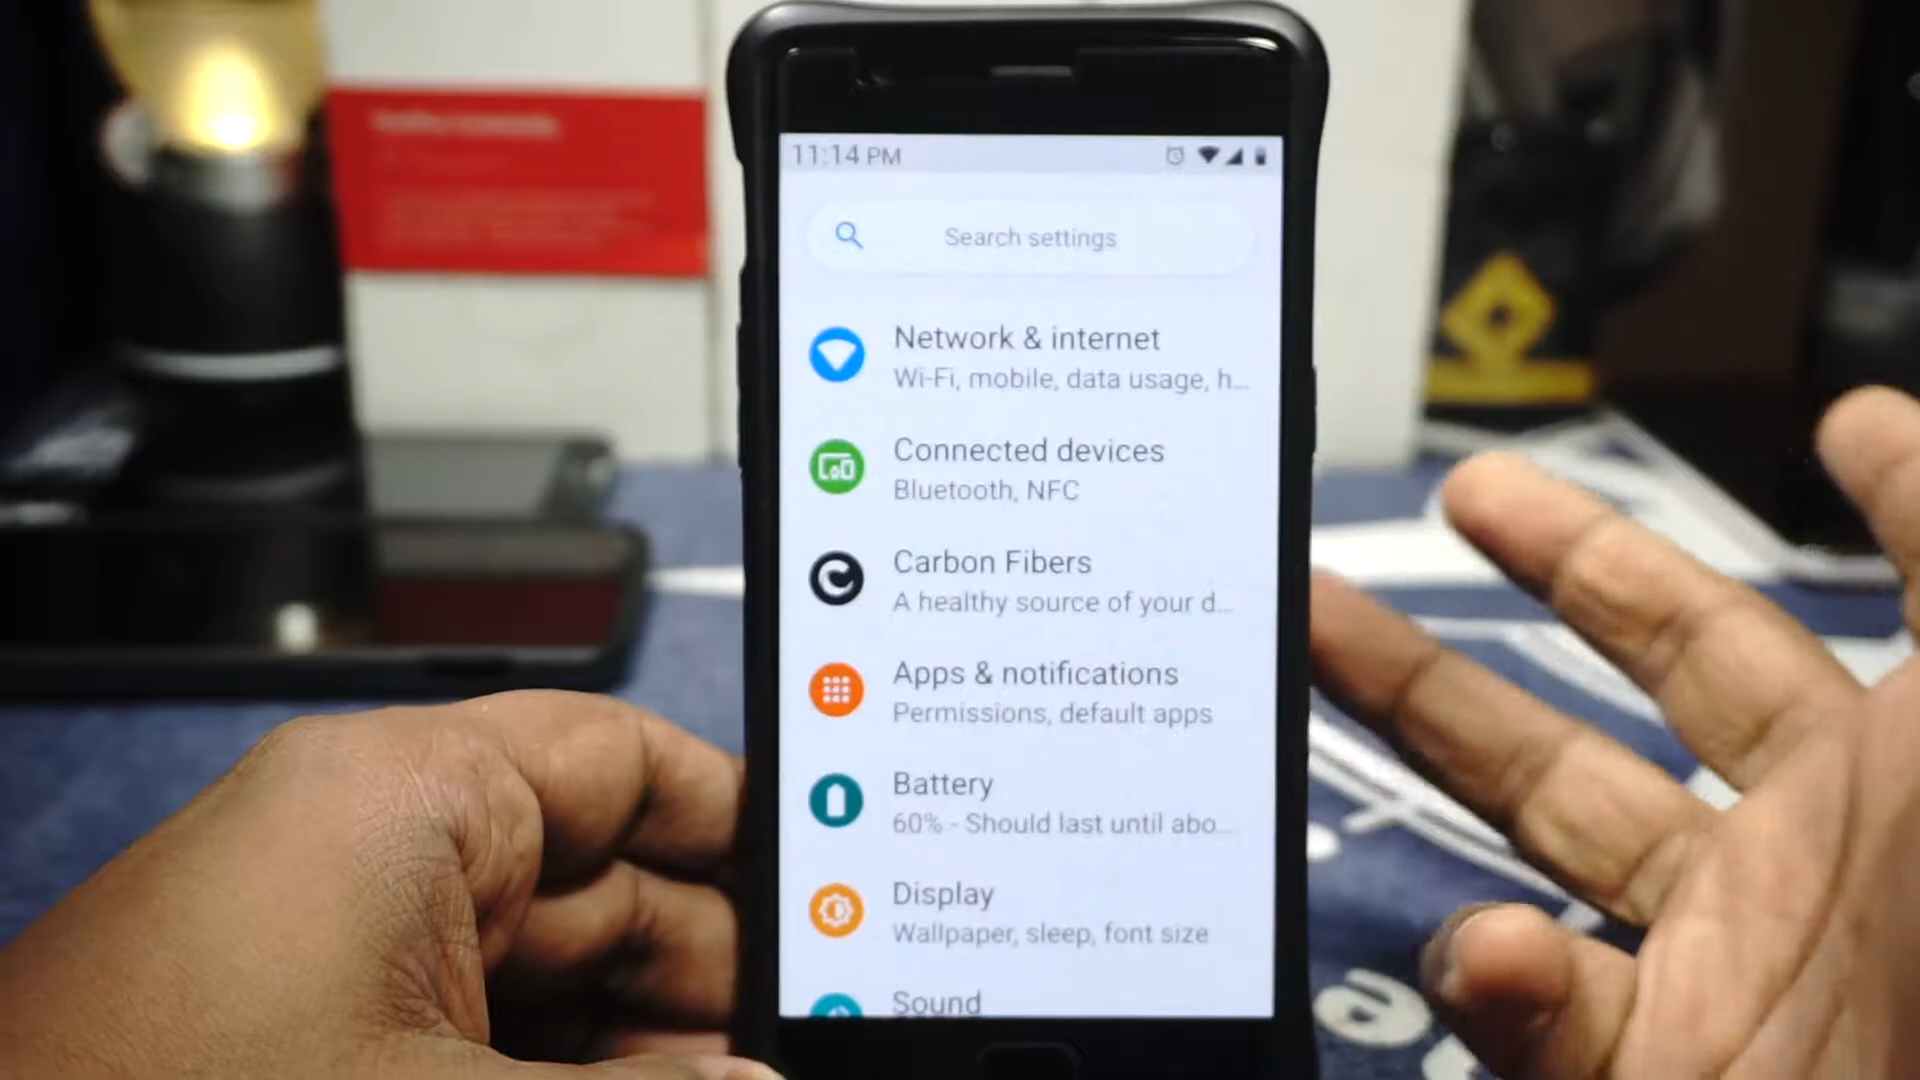 11:14 PM
Search settings
Network & internet
Wi-Fi, mobile, data usage, h...
Connected devices
Bluetooth, NFC
Carbon Fibers
A healthy source of your d...
Apps & notifications
Permissions, default apps
Battery
60% - Should last until abo...
Display
Wallpaper, sleep, font size
Sound